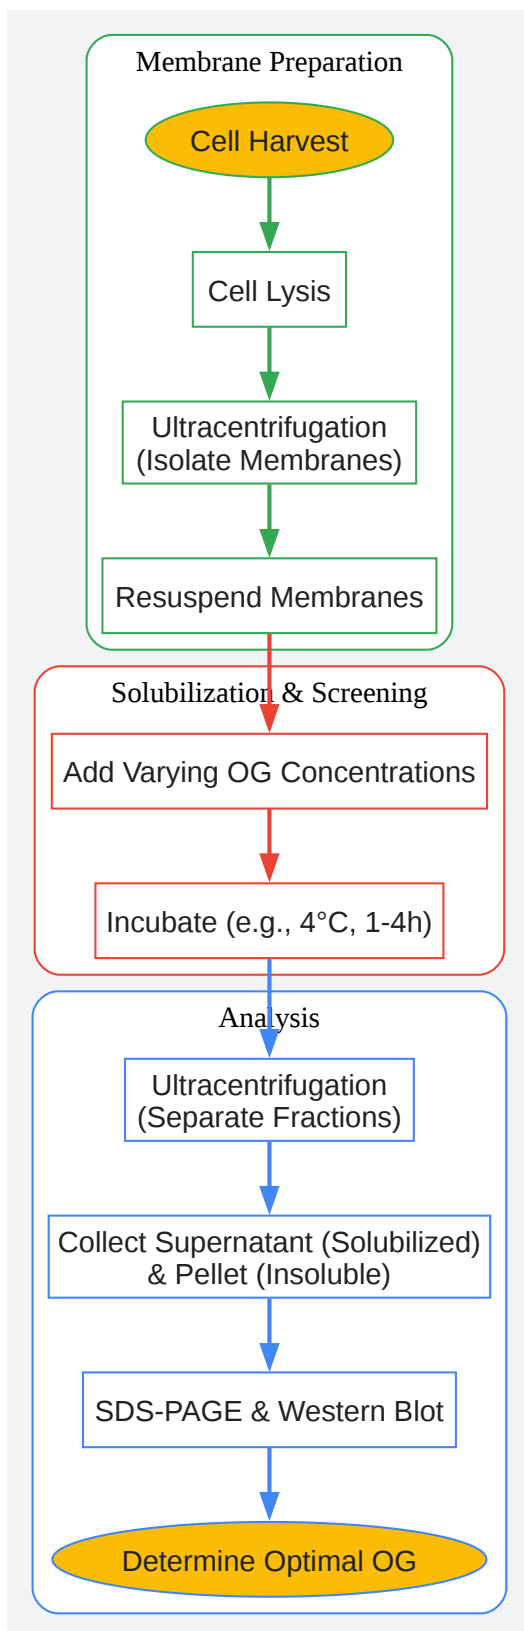 Membrane Preparation
Cell Harvest
Cell Lysis
Ultracentrifugation
(Isolate Membranes)
Resuspend Membranes
Solubilization & Screening
Add Varying OG Concentrations
Incubate (e.g., 4°C, 1-4h)
Analysis
Ultracentrifugation
(Separate Fractions)
Collect Supernatant (Solubilized)
& Pellet (Insoluble)
SDS-PAGE & Western Blot
Determine Optimal OG